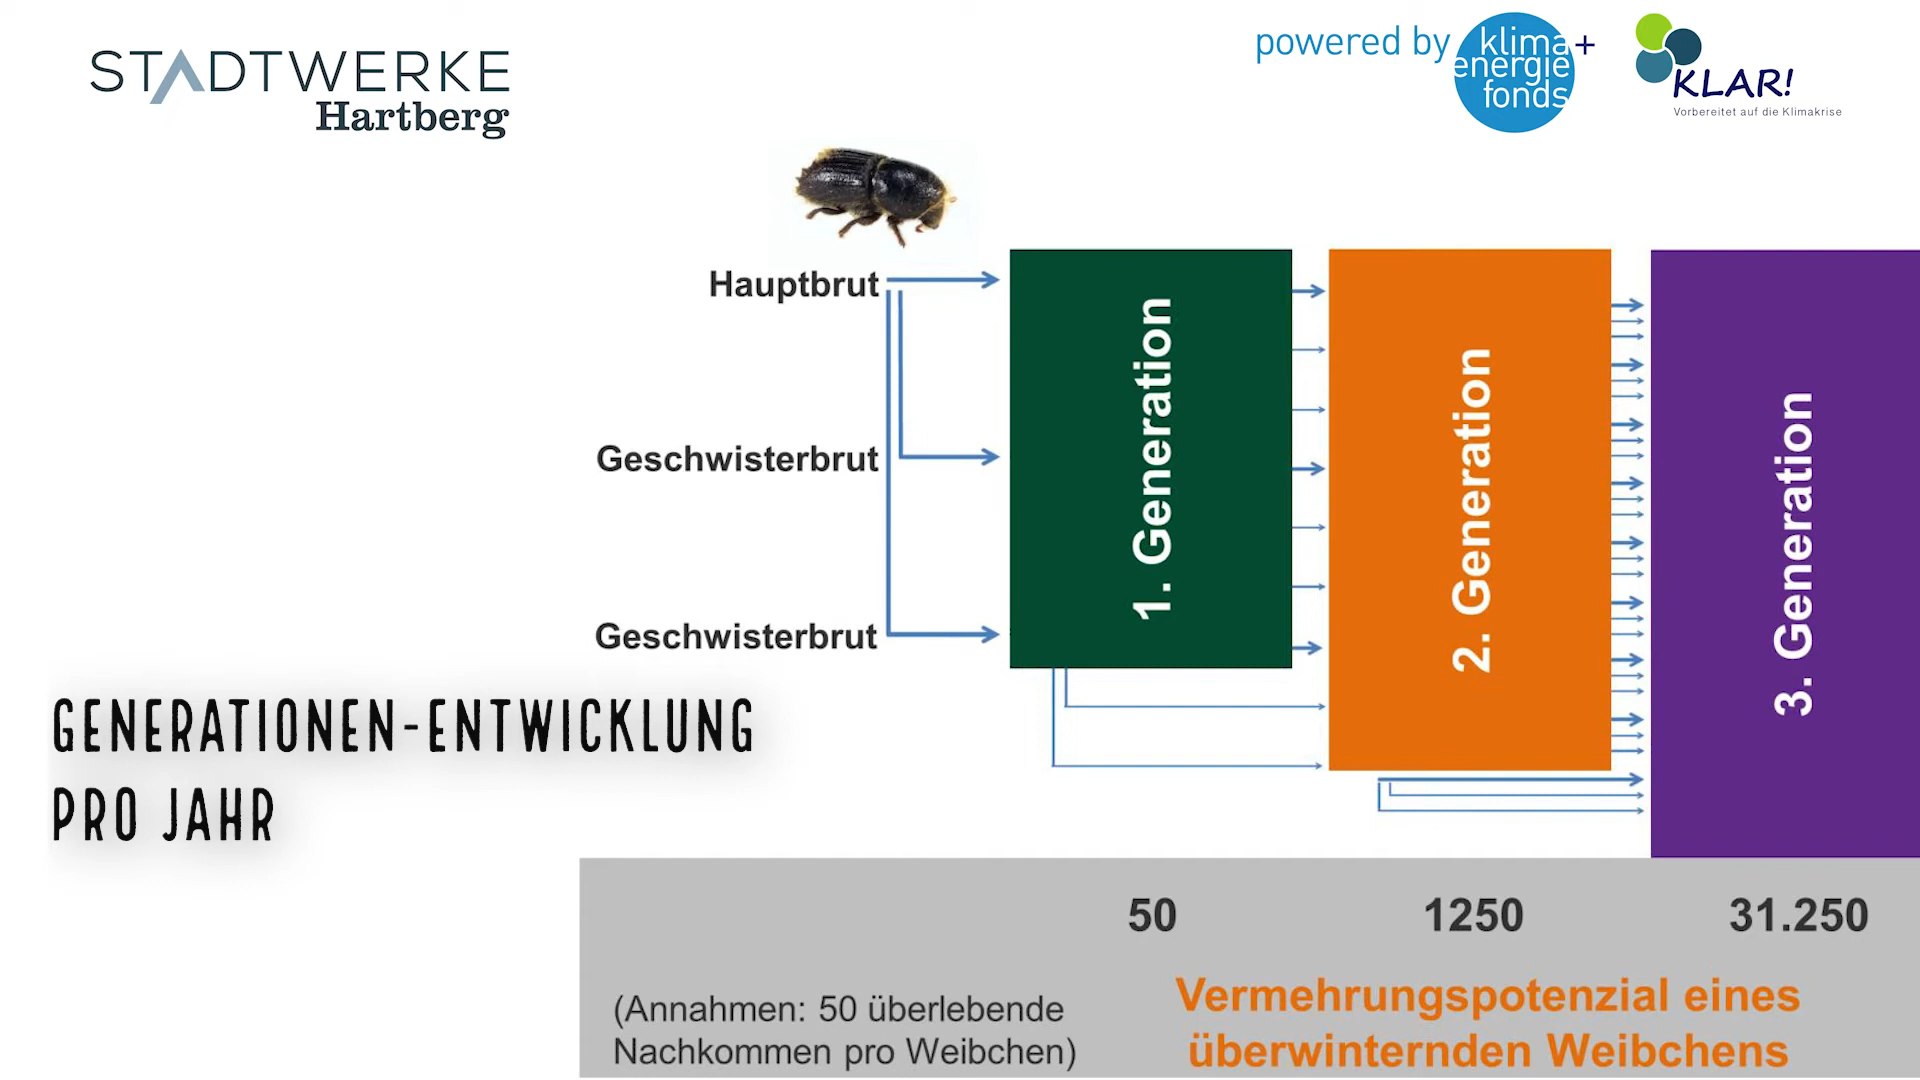 STADTWERKE
Hartberg
powered by
klima+
energie
fonds
KLAR!
Vorbereitet auf die Klimakrise
Hauptbrut
Geschwisterbrut
Geschwisterbrut
1. Generation
2. Generation
3. Generation
GENERATIONEN-ENTWICKLUNG
PRO JAHR
50
1250
31.250
(Annahmen: 50 überlebende
Nachkommen pro Weibchen)
Vermehrungspotenzial eines
überwinternden Weibchens